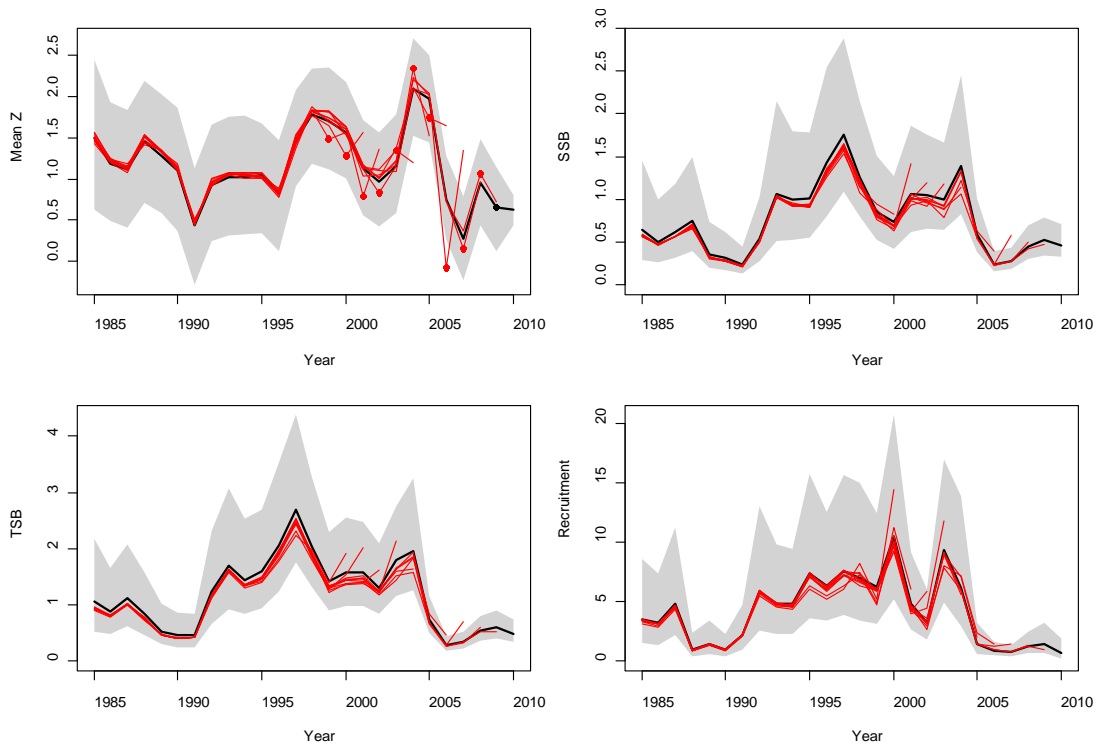 Mean Z
0.0 0.5 1.0 1.5 2.0 2.5
1985 1990 1995 2000 2005 2010
Year
SSB
0.0 0.5 1.0 1.5 2.0 2.5 3.0
1985 1990 1995 2000 2005 2010
Year
TSB
0 1 2 3 4
1985 1990 1995 2000 2005 2010
Year
Recruitment
0 5 10 15 20
1985 1990 1995 2000 2005 2010
Year